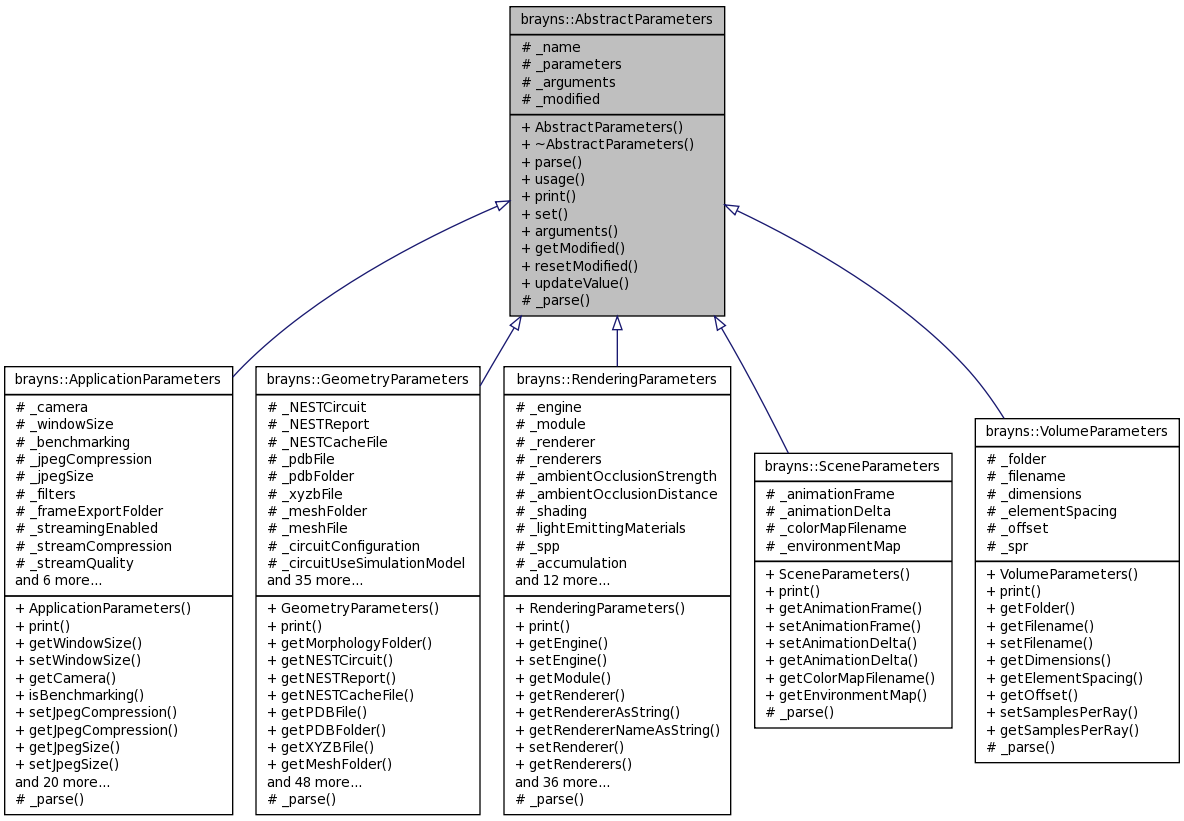 brayns::AbstractParameters
# _name
# _parameters
# _arguments
# _modified
+ AbstractParameters()
+ ~AbstractParameters()
+ parse()
+ usage()
+ print()
+ set()
+ arguments()
+ getModified()
+ resetModified()
+ updateValue()
# _parse()
brayns::ApplicationParameters
# _camera
# _windowSize
# _benchmarking
# _jpegCompression
# _jpegSize
# _filters
# _frameExportFolder
# _streamingEnabled
# _streamCompression
# _streamQuality
and 6 more...
+ ApplicationParameters()
+ print()
+ getWindowSize()
+ setWindowSize()
+ getCamera()
+ isBenchmarking()
+ setJpegCompression()
+ getJpegCompression()
+ getJpegSize()
+ setJpegSize()
and 20 more...
# _parse()
brayns::GeometryParameters
# _NESTCircuit
# _NESTReport
# _NESTCacheFile
# _pdbFile
# _pdbFolder
# _xyzbFile
# _meshFolder
# _meshFile
# _circuitConfiguration
# _circuitUseSimulationModel
and 35 more...
+ GeometryParameters()
+ print()
+ getMorphologyFolder()
+ getNESTCircuit()
+ getNESTReport()
+ getNESTCacheFile()
+ getPDBFile()
+ getPDBFolder()
+ getXYZBFile()
+ getMeshFolder()
and 48 more...
# _parse()
brayns::RenderingParameters
# _engine
# _module
# _renderer
# _renderers
# _ambientOcclusionStrength
# _ambientOcclusionDistance
# _shading
# _lightEmittingMaterials
# _spp
# _accumulation
and 12 more...
+ RenderingParameters()
+ print()
+ getEngine()
+ setEngine()
+ getModule()
+ getRenderer()
+ getRendererAsString()
+ getRendererNameAsString()
+ setRenderer()
+ getRenderers()
and 36 more...
# _parse()
brayns::SceneParameters
# _animationFrame
# _animationDelta
# _colorMapFilename
# _environmentMap
+ SceneParameters()
+ print()
+ getAnimationFrame()
+ setAnimationFrame()
+ setAnimationDelta()
+ getAnimationDelta()
+ getColorMapFilename()
+ getEnvironmentMap()
# _parse()
brayns::VolumeParameters
# _folder
# _filename
# _dimensions
# _elementSpacing
# _offset
# _spr
+ VolumeParameters()
+ print()
+ getFolder()
+ getFilename()
+ setFilename()
+ getDimensions()
+ getElementSpacing()
+ getOffset()
+ setSamplesPerRay()
+ getSamplesPerRay()
# _parse()